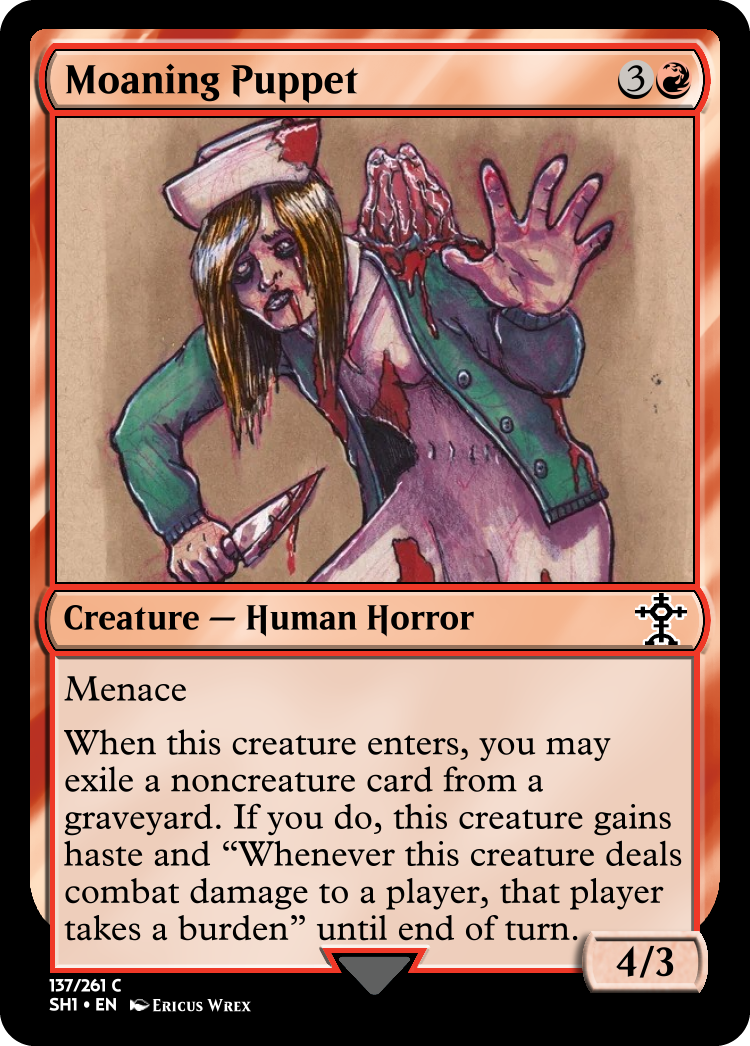 Moaning Puppet
3
Creature — Human Horror
Menace
When this creature enters, you may
exile a noncreature card from a
graveyard. If you do, this creature gains
haste and “Whenever this creature deals
combat damage to a player, that player
takes a burden” until end of turn.
4/3
137/261 C
SH1 • EN Ericus Wrex